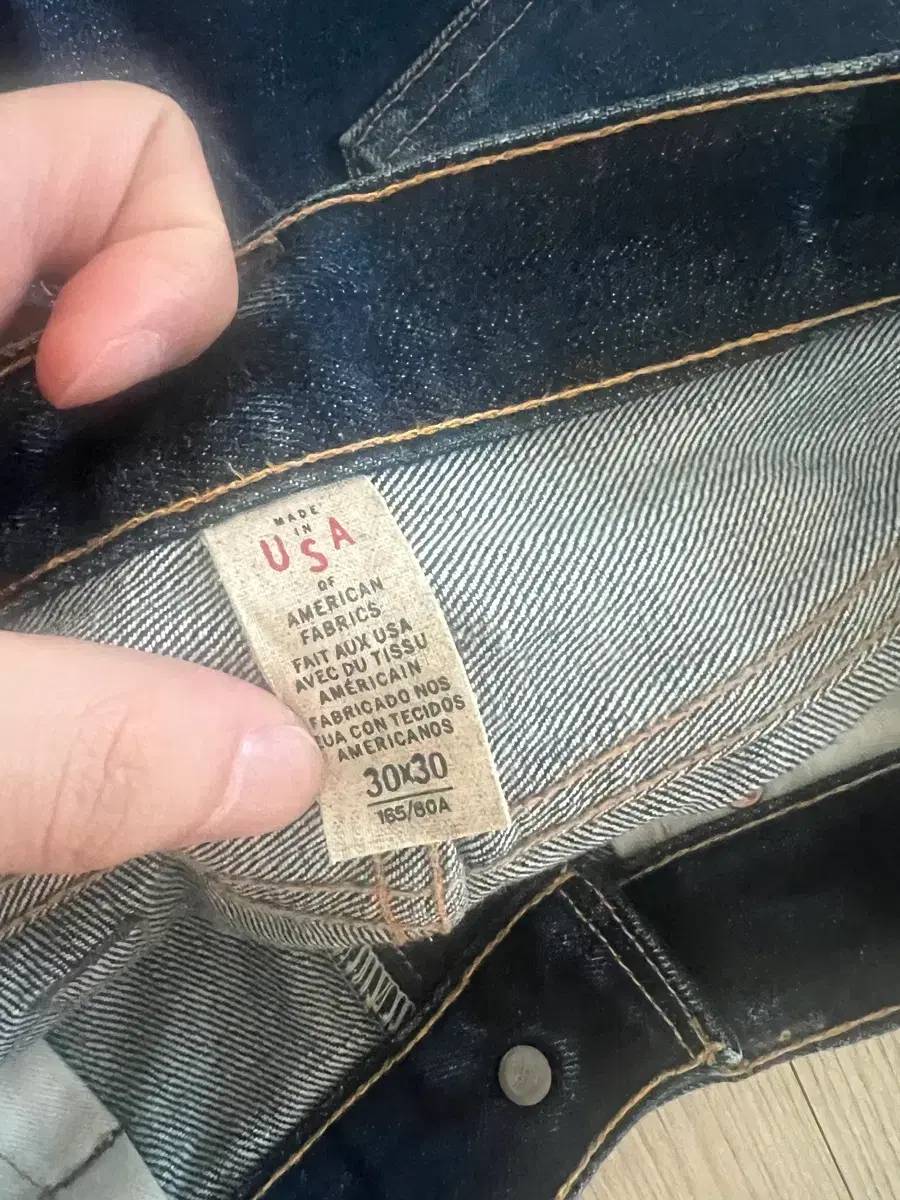 MADE
IN
USA
OF
AMERICAN
FABRICS
FAIT AUX USA
AVEC DU TISSU
AMÉRICAIN
FABRICADO NOS
EUA CON TECIDOS
AMERICANOS
30x30
165/80A